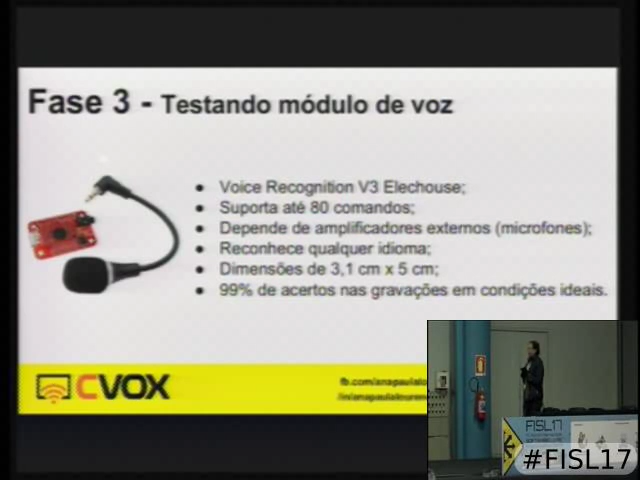 Fase 3 - Testando módulo de voz
● Voice Recognition V3 Elechouse;
● Suporta até 80 comandos;
● Depende de amplificadores externos (microfones);
● Reconhece qualquer idioma;
● Dimensões de 3,1 cm x 5 cm;
● 99% de acertos nas gravações em condições ideais.
CVOX
FISL17
#FISL17